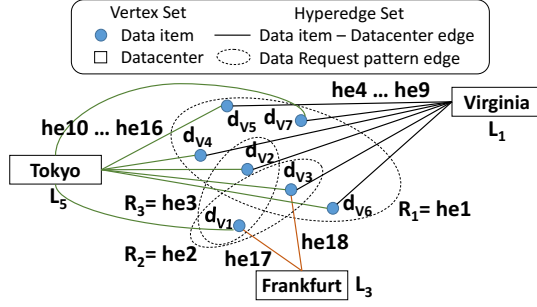 Vertex Set Hyperedge Set
Data item Data item – Datacenter edge
Datacenter Data Request pattern edge
he4 ... he9
Virginia
L1
he10 ... he16
dV5 dV7
dV4
dV2
Tokyo
L5
dV3
R3= he3
dV1
dV6
R1= he1
R2= he2
he18
he17
Frankfurt L3